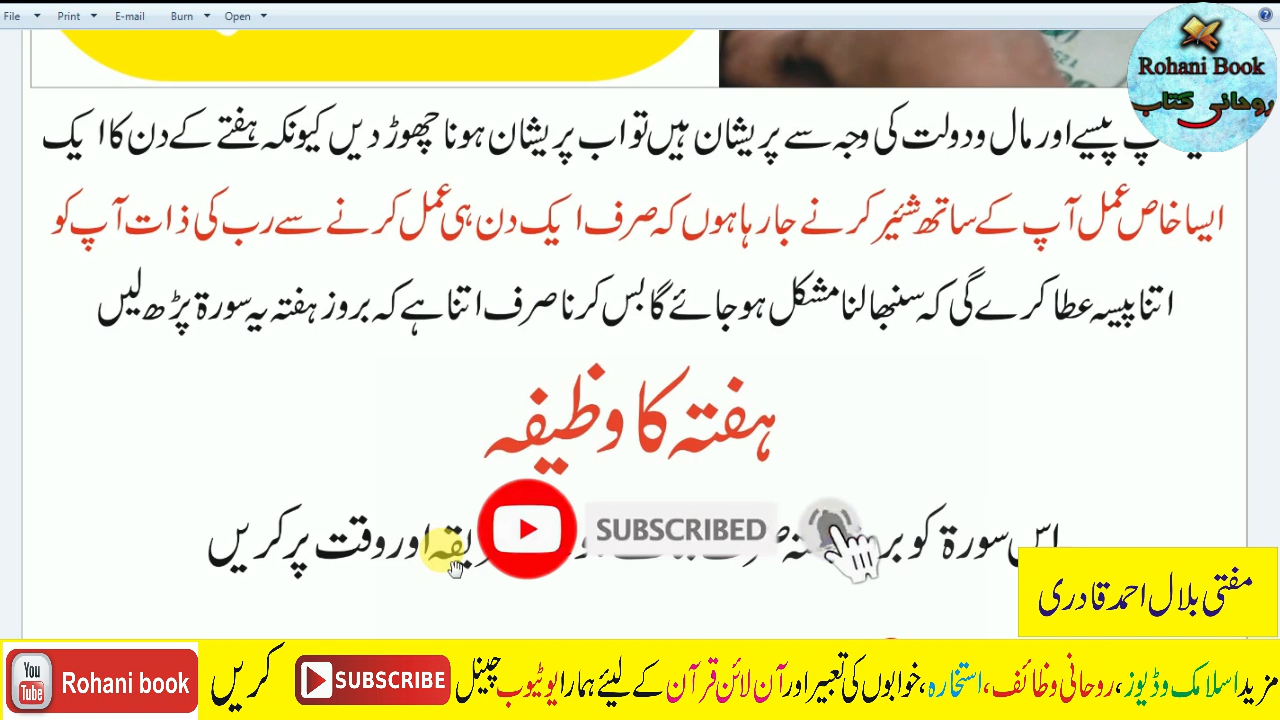 File Print E-mail Burn Open
Rohani Book
روحانی کتاب
پیسے اور مال و دولت کی وجہ سے پریشان ہیں تو اب پریشان ہونا چھوڑ دیں کیونکہ ہفتے کے دن کا ایک
ایسا خاص عمل آپ کے ساتھ شئیر کرنے جا رہا ہوں کہ صرف ایک دن ہی عمل کرنے سے رب کی ذات آپ کو
اتنا پیسہ عطا کرے گی کہ سنبھالنا مشکل ہو جائے گا بس کرنا صرف اتنا ہے کہ بروز ہفتہ یہ سورۃ پڑھ لیں
ہفتہ کا وظیفہ
اس سورۃ کو اور وقت پر کریں
SUBSCRIBED
مفتی بلال احمد قادری
مزید اسلامک وڈیوز، روحانی وظائف، استخارہ، خوابوں کی تعبیر اور آن لائن قرآن کے لیئے ہمارا یوٹیوب چینل SUBSCRIBE کریں
You Tube Rohani book